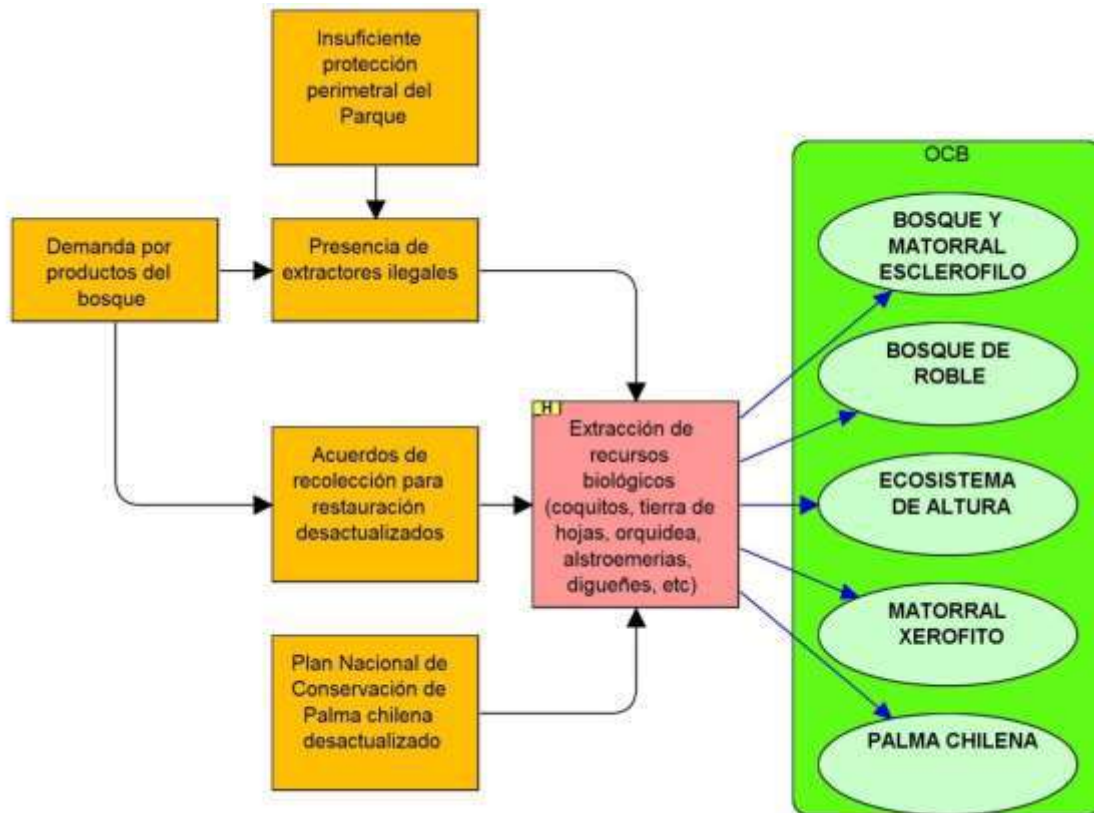 Insuficiente
protección
perimetral del
Parque
OCB
BOSQUE Y
MATORRAL
ESCLEROFILO
Demanda por
productos del
bosque
Presencia de
extractores ilegales
BOSQUE DE
ROBLE
H
Extracción de
recursos
biológicos
(coquitos, tierra de
hojas, orquidea,
alstroemerias,
digueñes, etc)
Acuerdos de
recolección para
restauración
desactualizados
ECOSISTEMA
DE ALTURA
MATORRAL
XEROFITO
Plan Nacional de
Conservación de
Palma chilena
desactualizado
PALMA CHILENA